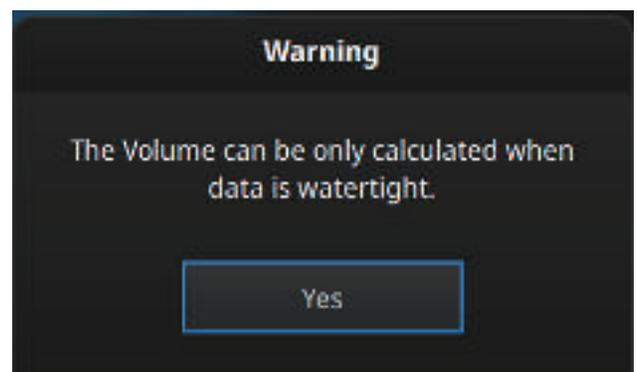 Warning
The Volume can be only calculated when
data is watertight.
Yes